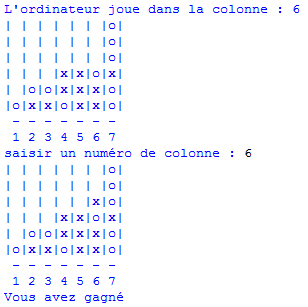 L'ordinateur joue dans la colonne : 6
| | | | | | |o|
| | | | | | |o|
| | | | | | |o|
| | | |x|x|o|x|
| |o|o|x|x|x|o|
|o|x|x|o|x|x|o|
 - - - - - - -
 1 2 3 4 5 6 7
saisir un numéro de colonne : 6
| | | | | | |o|
| | | | | | |o|
| | | | | |x|o|
| | | |x|x|o|x|
| |o|o|x|x|x|o|
|o|x|x|o|x|x|o|
 - - - - - - -
 1 2 3 4 5 6 7
Vous avez gagné